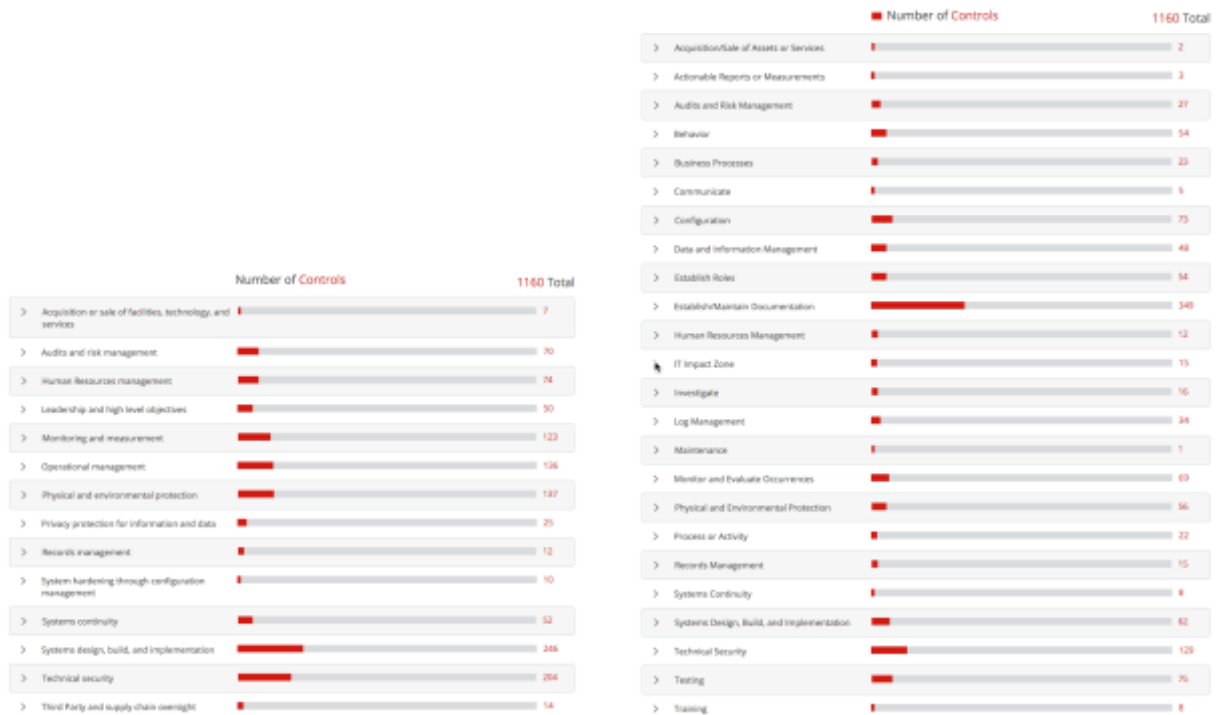 Number of Controls
1160 Total
Acquisition or sale of facilities, technology, and
services
7
Audits and risk management
70
Human Resources management
74
Leadership and high level objectives
50
Monitoring and measurement
123
Operational management
136
Physical and environmental protection
137
Privacy protection for information and data
25
Records management
12
System hardening through configuration
management
10
Systems continuity
52
Systems design, build, and implementation
246
Technical security
204
Third Party and supply chain oversight
14
Number of Controls
1160 Total
Acquisition/Sale of Assets or Services
2
Actionable Reports or Measurements
3
Audits and Risk Management
27
Behavior
54
Business Processes
23
Communicate
5
Configuration
73
Data and Information Management
48
Establish Roles
54
Establish/Maintain Documentation
349
Human Resources Management
12
IT Impact Zone
15
Investigate
16
Log Management
34
Maintenance
1
Monitor and Evaluate Occurrences
69
Physical and Environmental Protection
56
Process or Activity
22
Records Management
15
Systems Continuity
8
Systems Design, Build, and Implementation
62
Technical Security
129
Testing
75
Training
8